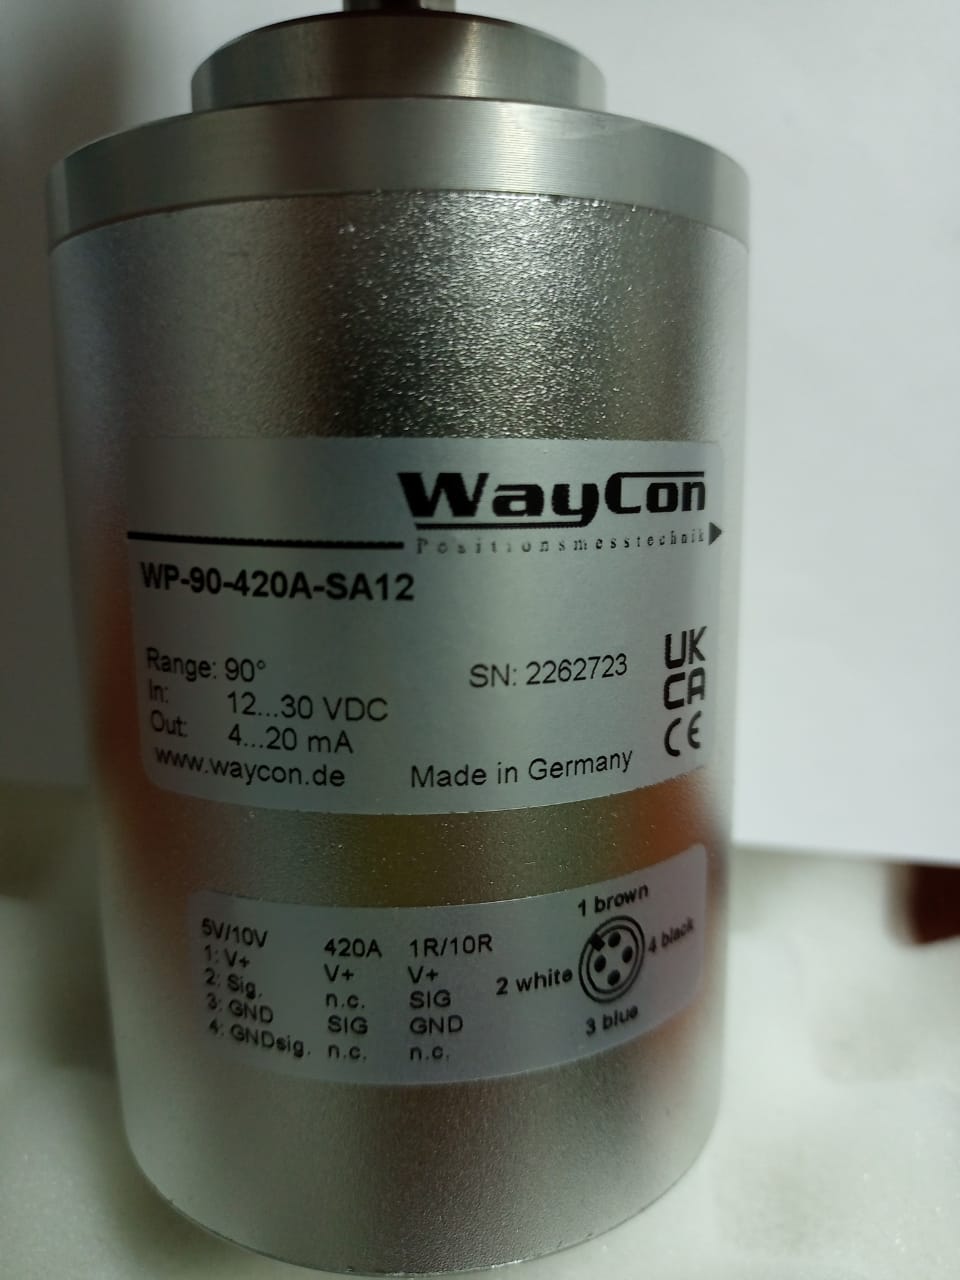 WayCon
Positionsmesstechnik
WP-90-420A-SA12
Range: 90°
SN: 2262723
In: 12...30 VDC
Out: 4...20 mA
www.waycon.de
Made in Germany
UK
CA
CE
5V/10V 420A 1R/10R
1: V+ V+ V+
2: Sig. n.c. SIG
3: GND SIG GND
4: GNDsig. n.c. n.c.
1 brown
4 black
2 white
3 blue